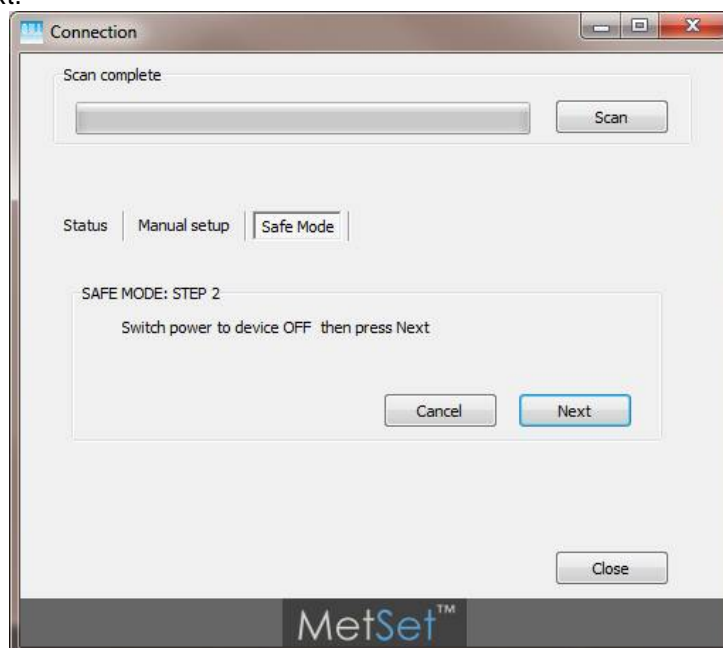 xt.
Connection
Scan complete
Scan
Status Manual setup Safe Mode
SAFE MODE: STEP 2
Switch power to device OFF then press Next
Cancel Next
Close
MetSet™